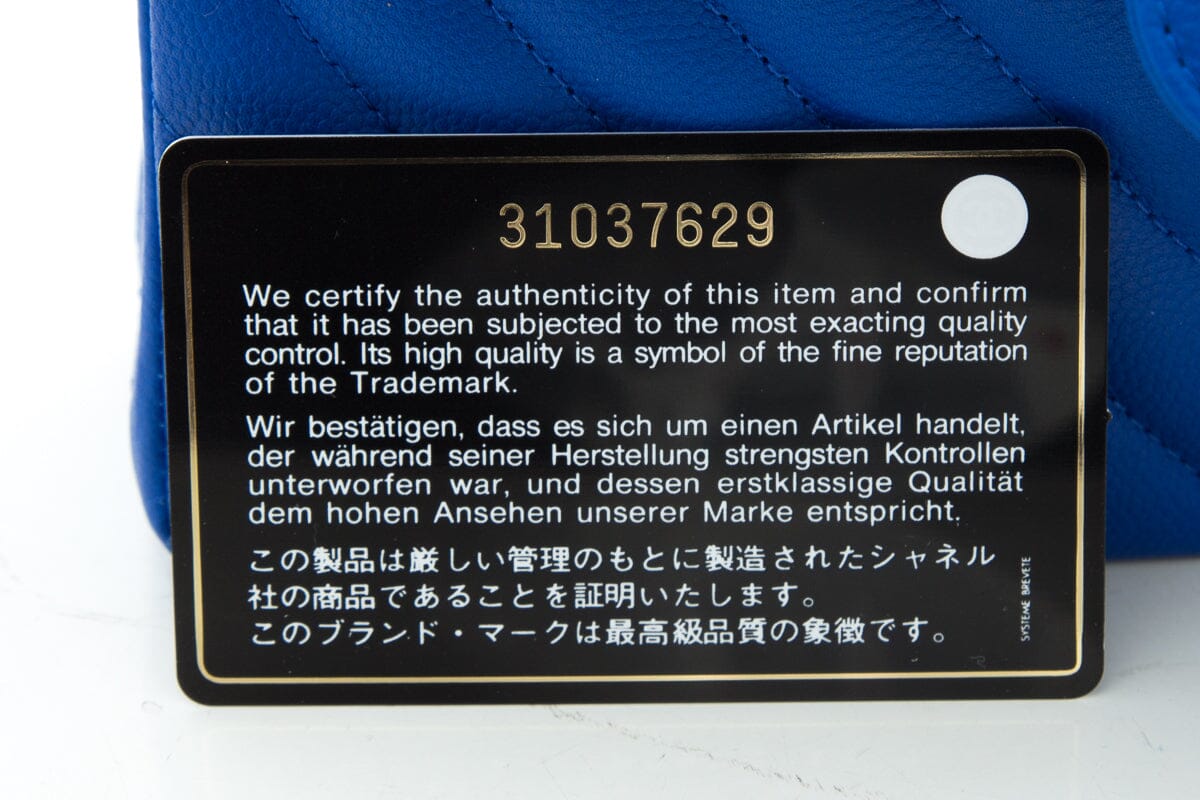 31037629
We certify the authenticity of this item and confirm
that it has been subjected to the most exacting quality
control. Its high quality is a symbol of the fine reputation
of the Trademark.
Wir bestätigen, dass es sich um einen Artikel handelt,
der während seiner Herstellung strengsten Kontrollen
unterworfen war, und dessen erstklassige Qualität
dem hohen Ansehen unserer Marke entspricht.
この製品は厳しい管理のもとに製造されたシャネル
社の商品であることを証明いたします。
このブランド・マークは最高級品質の象徴です。
SYSTEME BREVETE